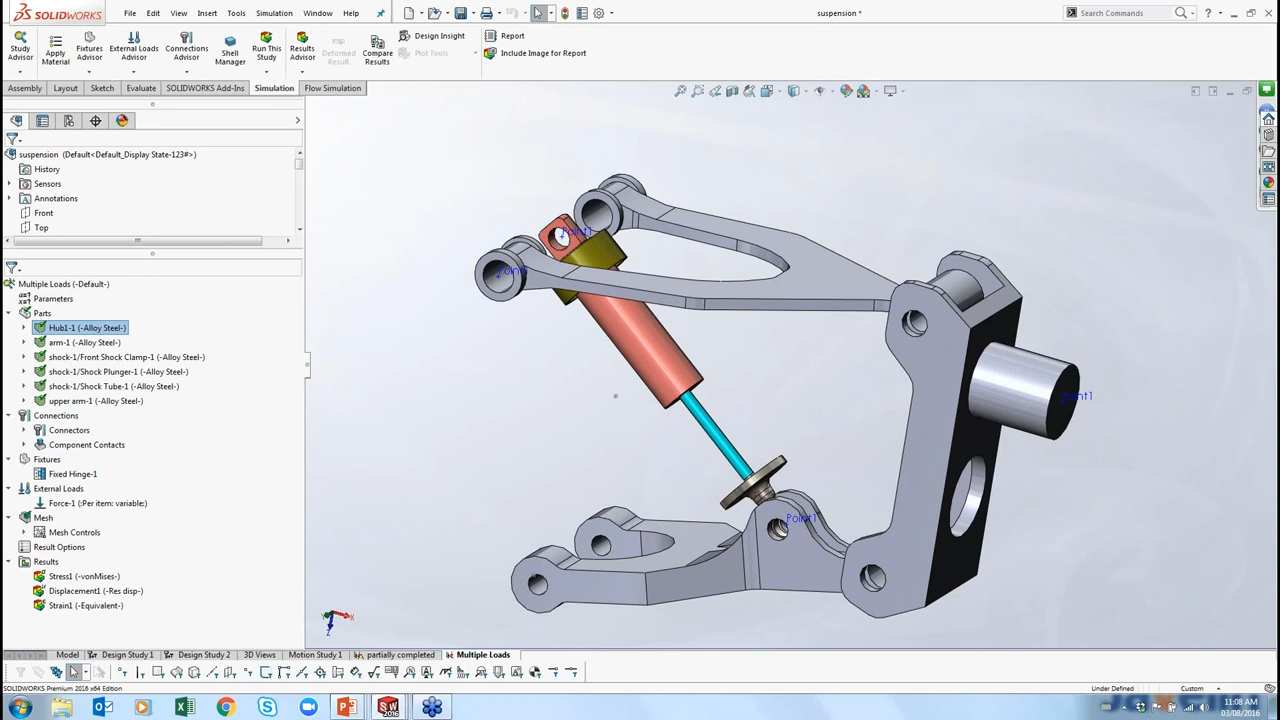 SOLIDWORKS File Edit View Insert Tools Simulation Window Help suspension * Search Commands ?
Study Advisor
Apply Material
Fixtures Advisor
External Loads Advisor
Connections Advisor
Shell Manager
Run This Study
Results Advisor
Deformed Result
Compare Results
Design Insight
Plot Tools
Report
Include Image for Report
Assembly Layout Sketch Evaluate SOLIDWORKS Add-Ins Simulation Flow Simulation
suspension (Default<Default_Display State-123#>)
History
Sensors
Annotations
Front
Top
Multiple Loads (-Default-)
Parameters
Parts
Hub1-1 (-Alloy Steel-)
arm-1 (-Alloy Steel-)
shock-1/Front Shock Clamp-1 (-Alloy Steel-)
shock-1/Shock Plunger-1 (-Alloy Steel-)
shock-1/Shock Tube-1 (-Alloy Steel-)
upper arm-1 (-Alloy Steel-)
Connections
Connectors
Component Contacts
Fixtures
Fixed Hinge-1
External Loads
Force-1 (:Per item: variable:)
Mesh
Mesh Controls
Result Options
Results
Stress1 (-vonMises-)
Displacement1 (-Res disp-)
Strain1 (-Equivalent-)
Point1
Point1
Point1
Point1
X
Z
Model Design Study 1 Design Study 2 3D Views Motion Study 1 partially completed Multiple Loads
SOLIDWORKS Premium 2016 x64 Edition Under Defined Custom
11:08 AM
03/08/2016